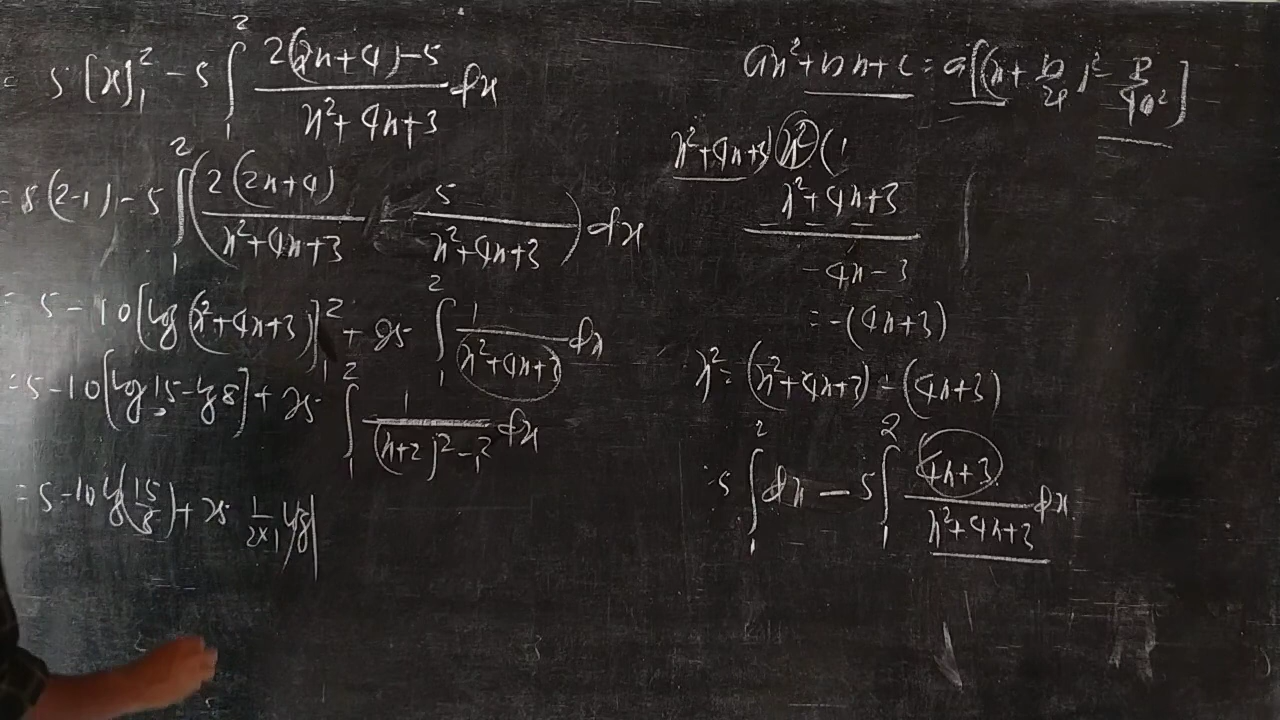 = 5 [x]₁² - 5 ∫₁² 2(2x+4)-5 / x²+4x+3 dx
= 5(2-1) - 5 ∫₁² ( 2(2x+4) / x²+4x+3 - 5 / x²+4x+3 ) dx
= 5 - 10 [log(x²+4x+3)]₁² + 25 ∫₁² 1 / x²+4x+3 dx
= 5 - 10 [log 15 - log 8] + 25 ∫₁² 1 / (x+2)² - 1² dx
= 5 - 10 log(15/8) + 25 1/2×1 log|
ax²+bx+c = a[(x+b/2a)²
x²+4x+3) x² (1
x²+4x+3
-4x-3
= -(4x+3)
x² = (x²+4x+3) - (4x+3)
= 5 ∫₁² dx - 5 ∫₁² 4x+3 / x²+4x+3 dx